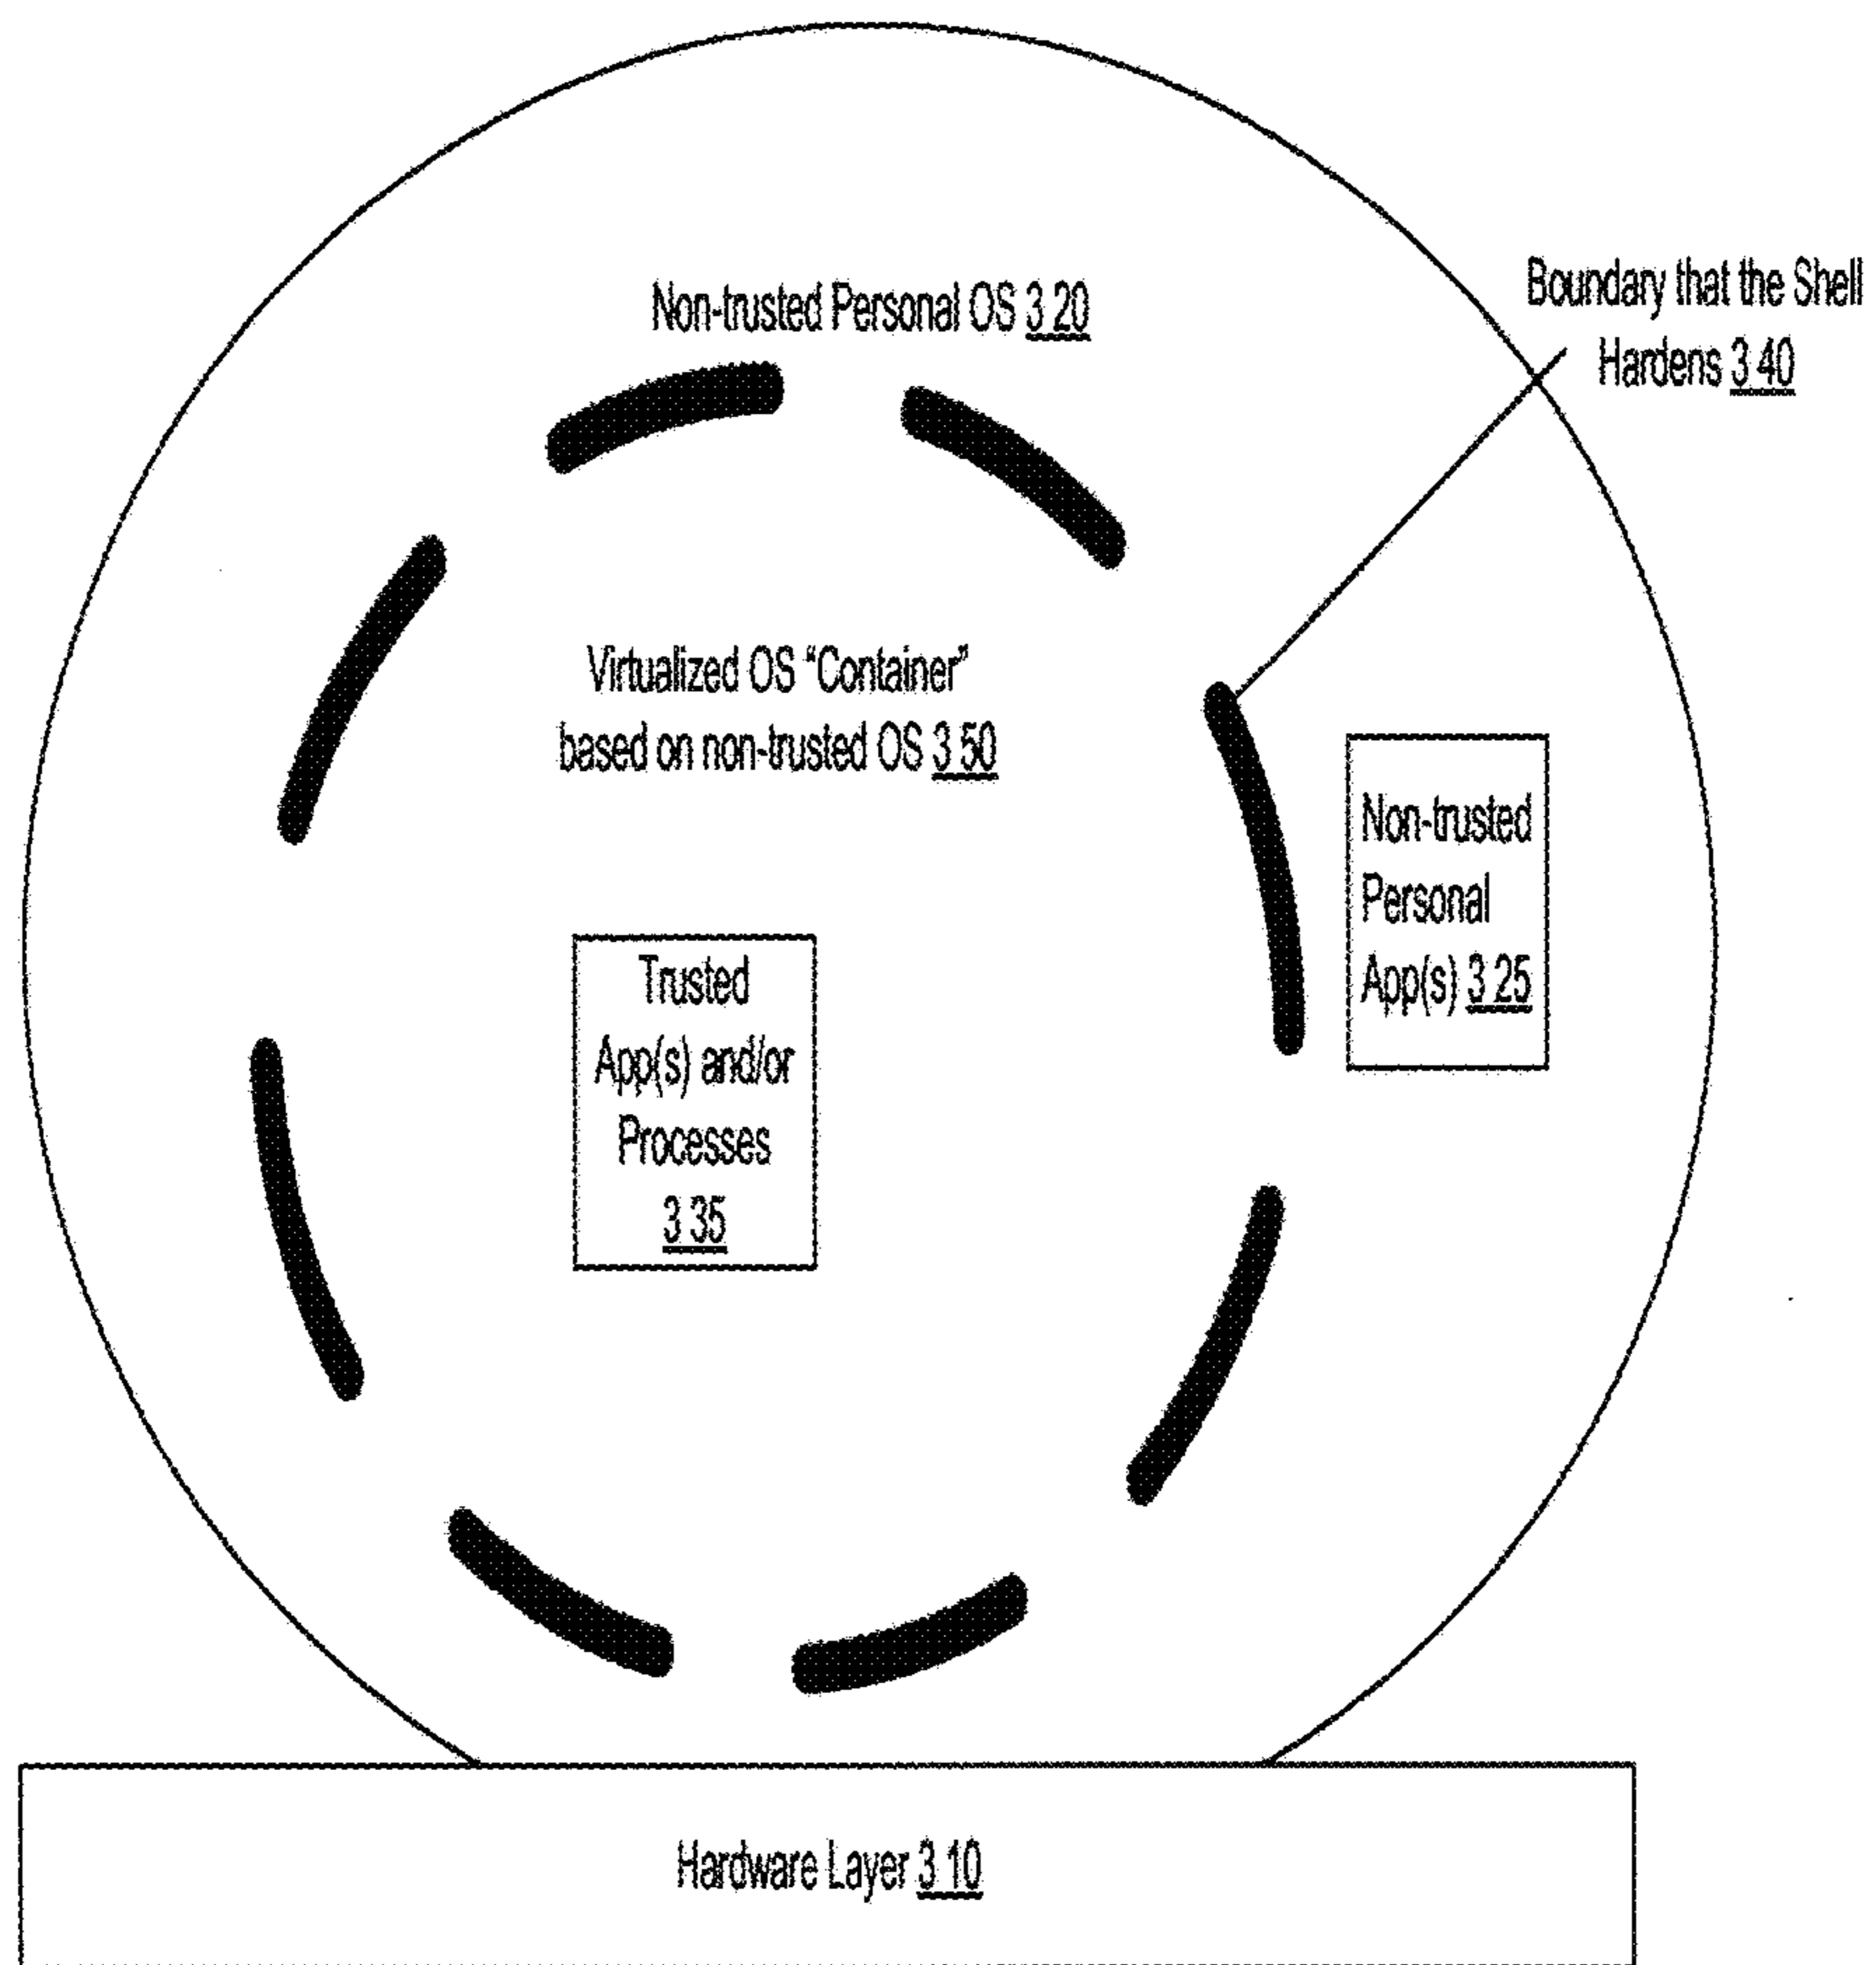 Non-trusted Personal OS 3 20
Boundary that the Shell
Hardens 3 40
Virtualized OS “Container”
based on non-trusted OS 3 50
Non-trusted
Personal
App(s) 3 25
Trusted
App(s) and/or
Processes
3 35
Hardware Layer 3 10